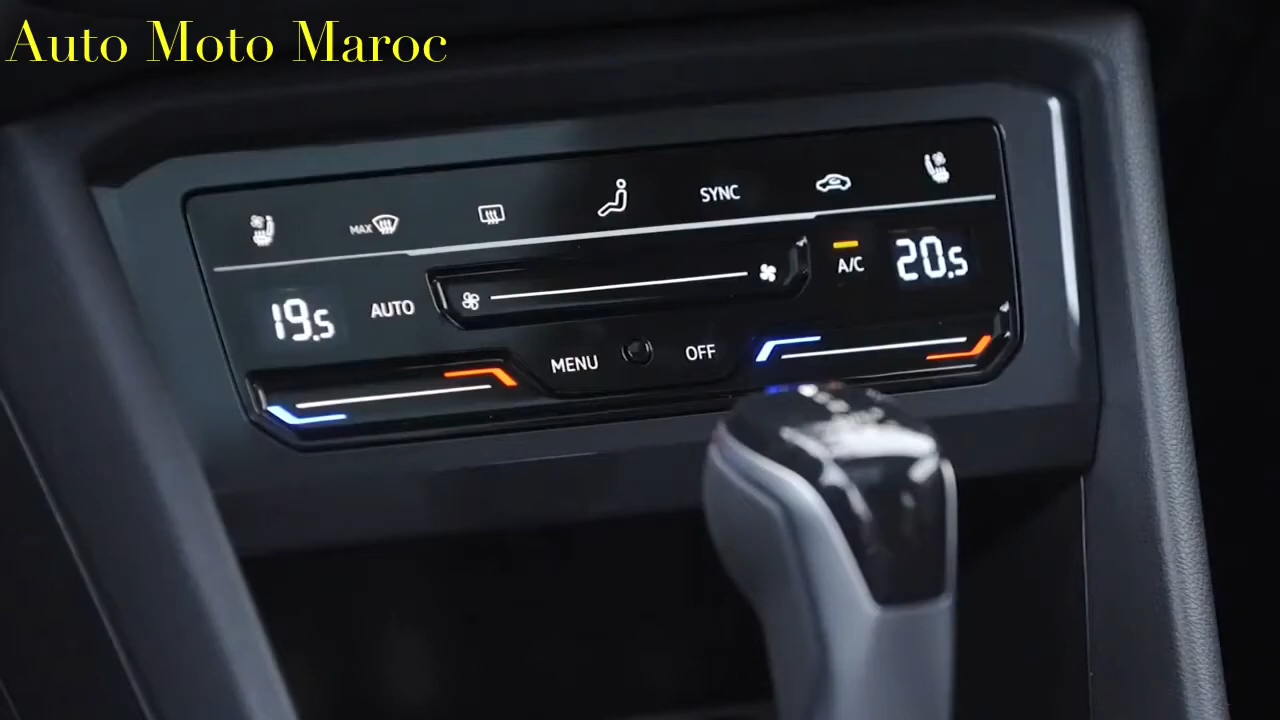 Auto Moto Maroc
MAX
SYNC
19.5
AUTO
A/C
20.5
MENU
OFF